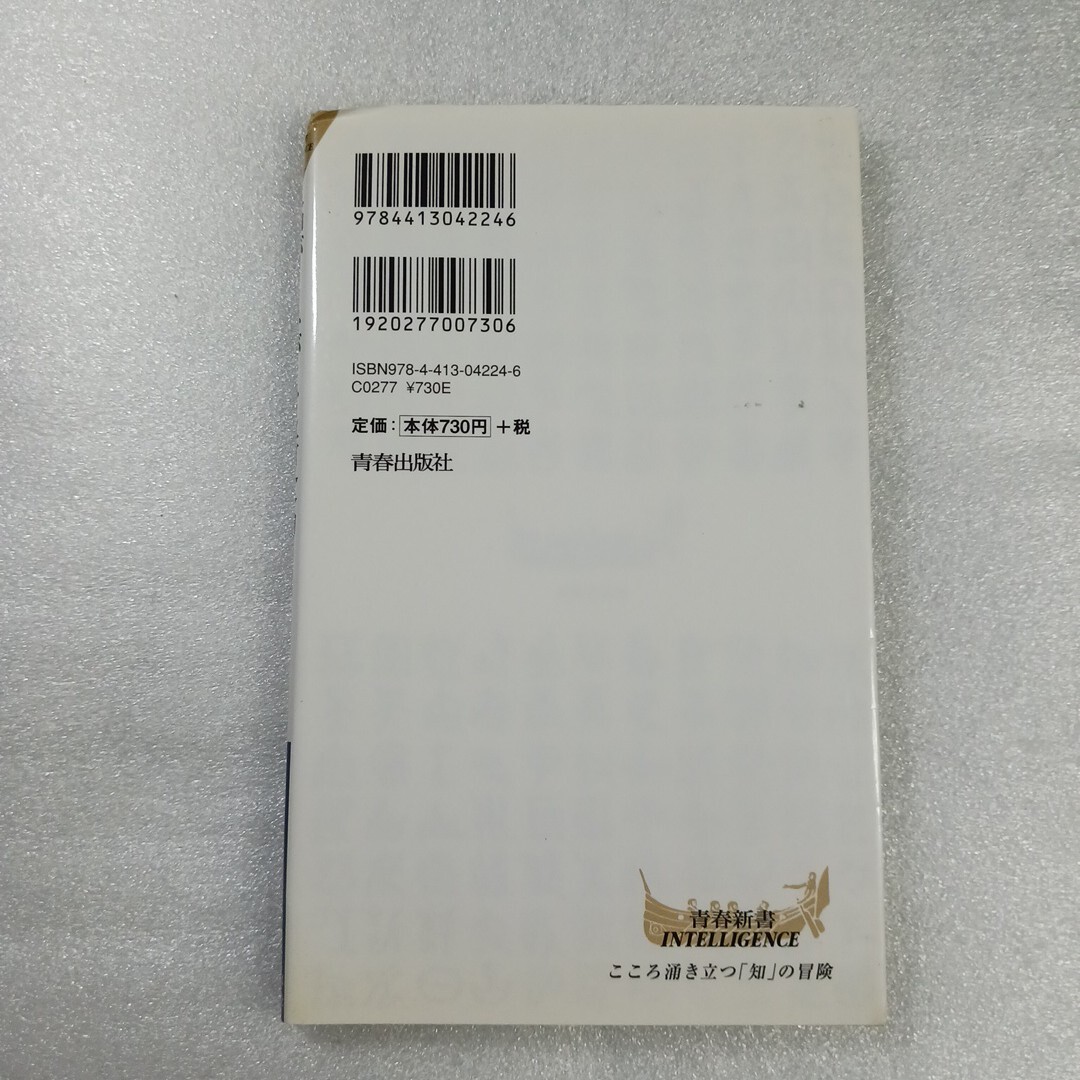 9784413042246
1920277007306
ISBN978-4-413-04224-6
C0277 ¥730E
定価：本体730円＋税
青春出版社
青春新書
INTELLIGENCE
こころ涌き立つ「知」の冒険